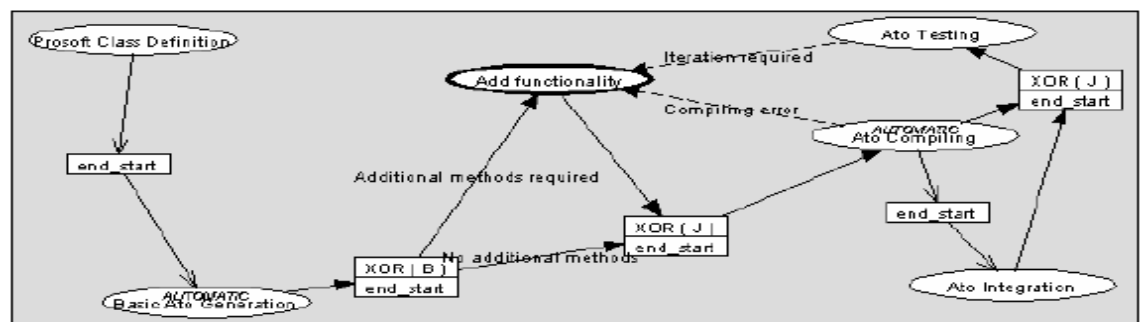 Prosoft Class Definition
Ato Testing
Iteration required
Add functionality
XOR ( J )
end_start
Compiling error
AUTOMATIC
Ato Compiling
end_start
Additional methods required
end_start
XOR ( J |
end_start
No additional methods
XOR | B )
end_start
AUTOMATIC
Basic Ato Generation
Ato Integration